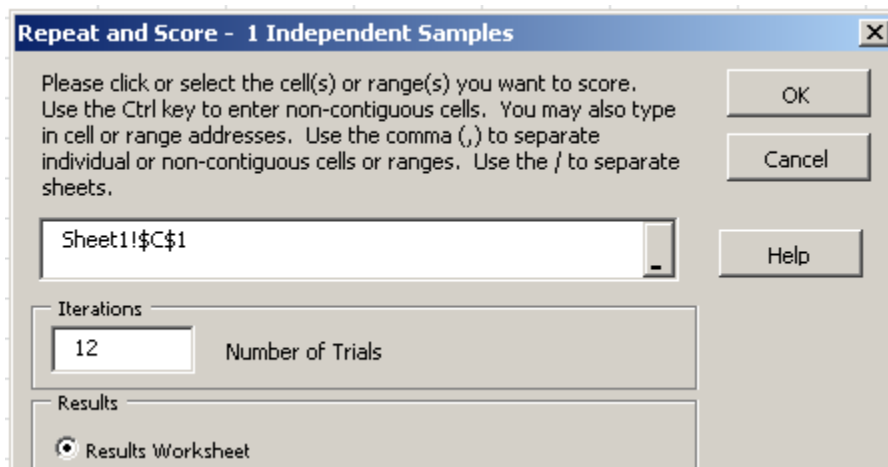 Repeat and Score - 1 Independent Samples
Please click or select the cell(s) or range(s) you want to score.
Use the Ctrl key to enter non-contiguous cells. You may also type
in cell or range addresses. Use the comma (,) to separate
individual or non-contiguous cells or ranges. Use the / to separate
sheets.
OK
Cancel
Sheet1!$C$1
Help
Iterations
12 Number of Trials
Results
Results Worksheet